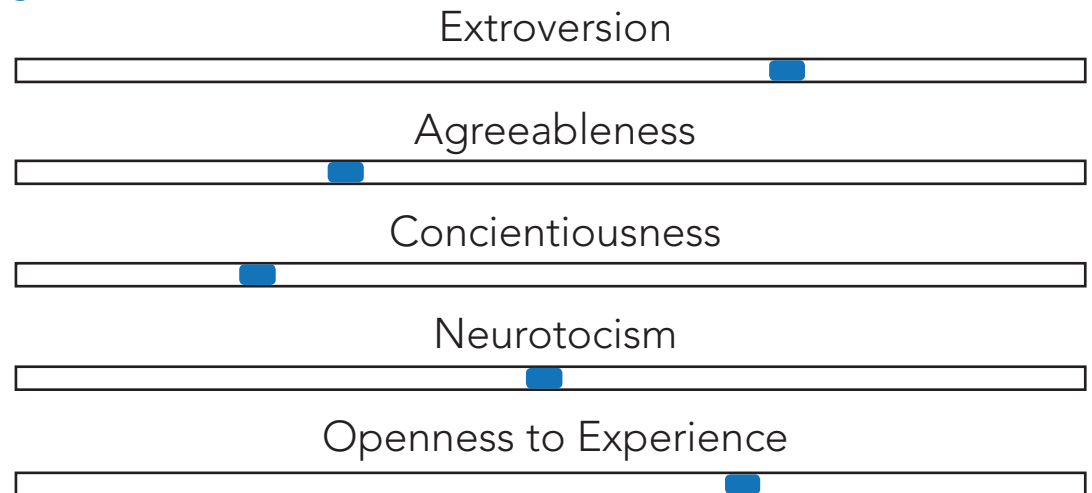 Extroversion
Agreeableness
Concientiousness
Neurotocism
Openness to Experience